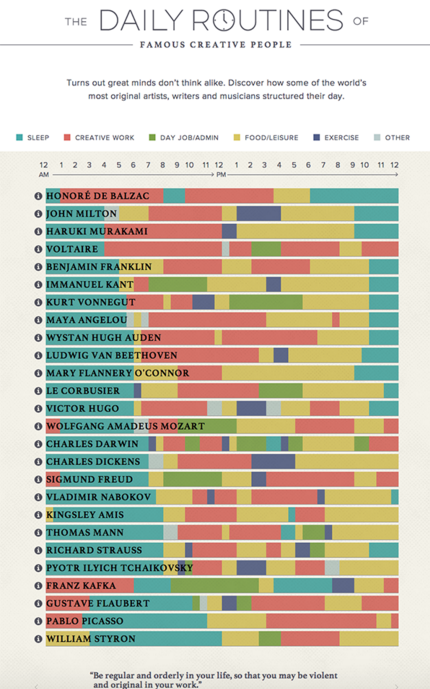 THE DAILY ROUTINES OF
FAMOUS CREATIVE PEOPLE
Turns out great minds don't think alike. Discover how some of the world's
most original artists, writers and musicians structured their day.
SLEEP CREATIVE WORK DAY JOB/ADMIN FOOD/LEISURE EXERCISE OTHER
12 1 2 3 4 5 6 7 8 9 10 11 12 1 2 3 4 5 6 7 8 9 10 11 12
AM PM
HONORÉ DE BALZAC
JOHN MILTON
HARUKI MURAKAMI
VOLTAIRE
BENJAMIN FRANKLIN
IMMANUEL KANT
KURT VONNEGUT
MAYA ANGELOU
WYSTAN HUGH AUDEN
LUDWIG VAN BEETHOVEN
MARY FLANNERY O'CONNOR
LE CORBUSIER
VICTOR HUGO
WOLFGANG AMADEUS MOZART
CHARLES DARWIN
CHARLES DICKENS
SIGMUND FREUD
VLADIMIR NABOKOV
KINGSLEY AMIS
THOMAS MANN
RICHARD STRAUSS
PYOTR ILYICH TCHAIKOVSKY
FRANZ KAFKA
GUSTAVE FLAUBERT
PABLO PICASSO
WILLIAM STYRON
"Be regular and orderly in your life, so that you may be violent
and original in your work."